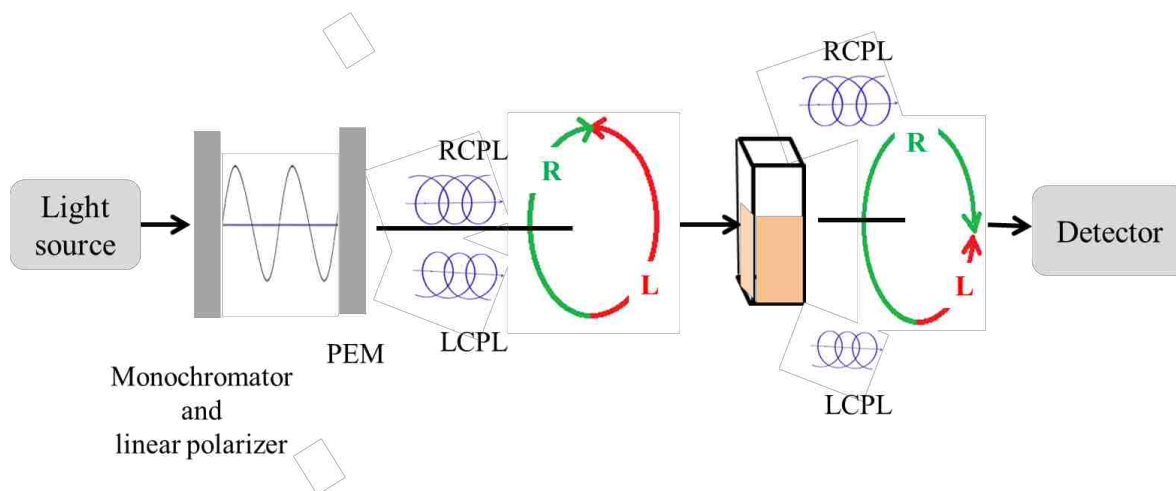 Light
source
Monochromator
and
linear polarizer
PEM
RCPL
LCPL
R
L
RCPL
LCPL
R
L
Detector